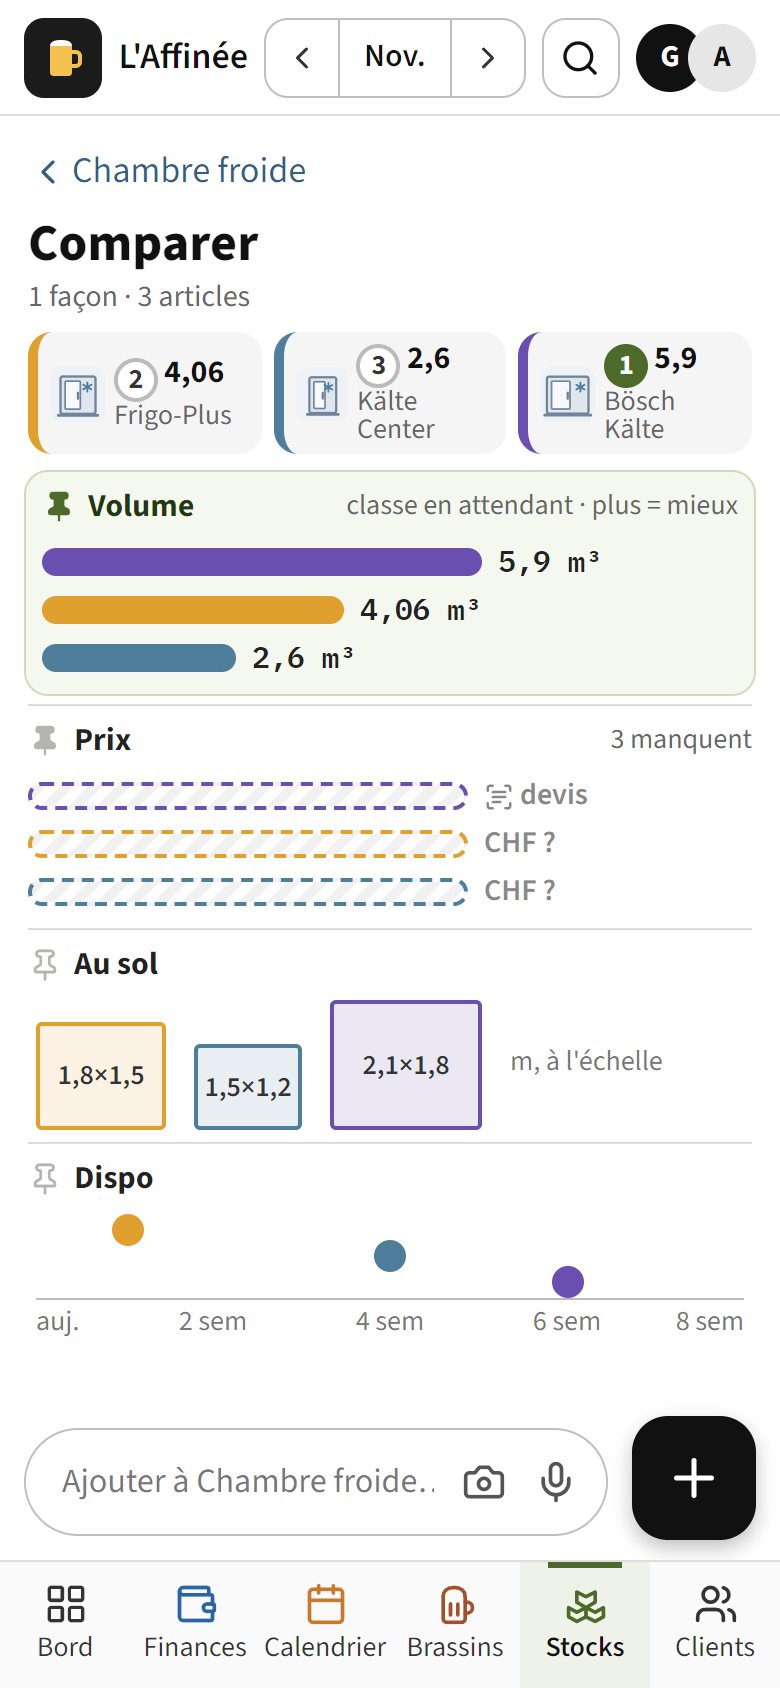 L'Affinée
Nov.
G
A
Chambre froide
Comparer
1 façon · 3 articles
2 4,06
Frigo-Plus
3 2,6
Kälte
Center
1 5,9
Bösch
Kälte
Volume
classe en attendant · plus = mieux
5,9 m³
4,06 m³
2,6 m³
Prix
3 manquent
devis
CHF ?
CHF ?
Au sol
1,8×1,5
1,5×1,2
2,1×1,8
m, à l'échelle
Dispo
auj.
2 sem
4 sem
6 sem
8 sem
Ajouter à Chambre froide..
Bord
Finances
Calendrier
Brassins
Stocks
Clients